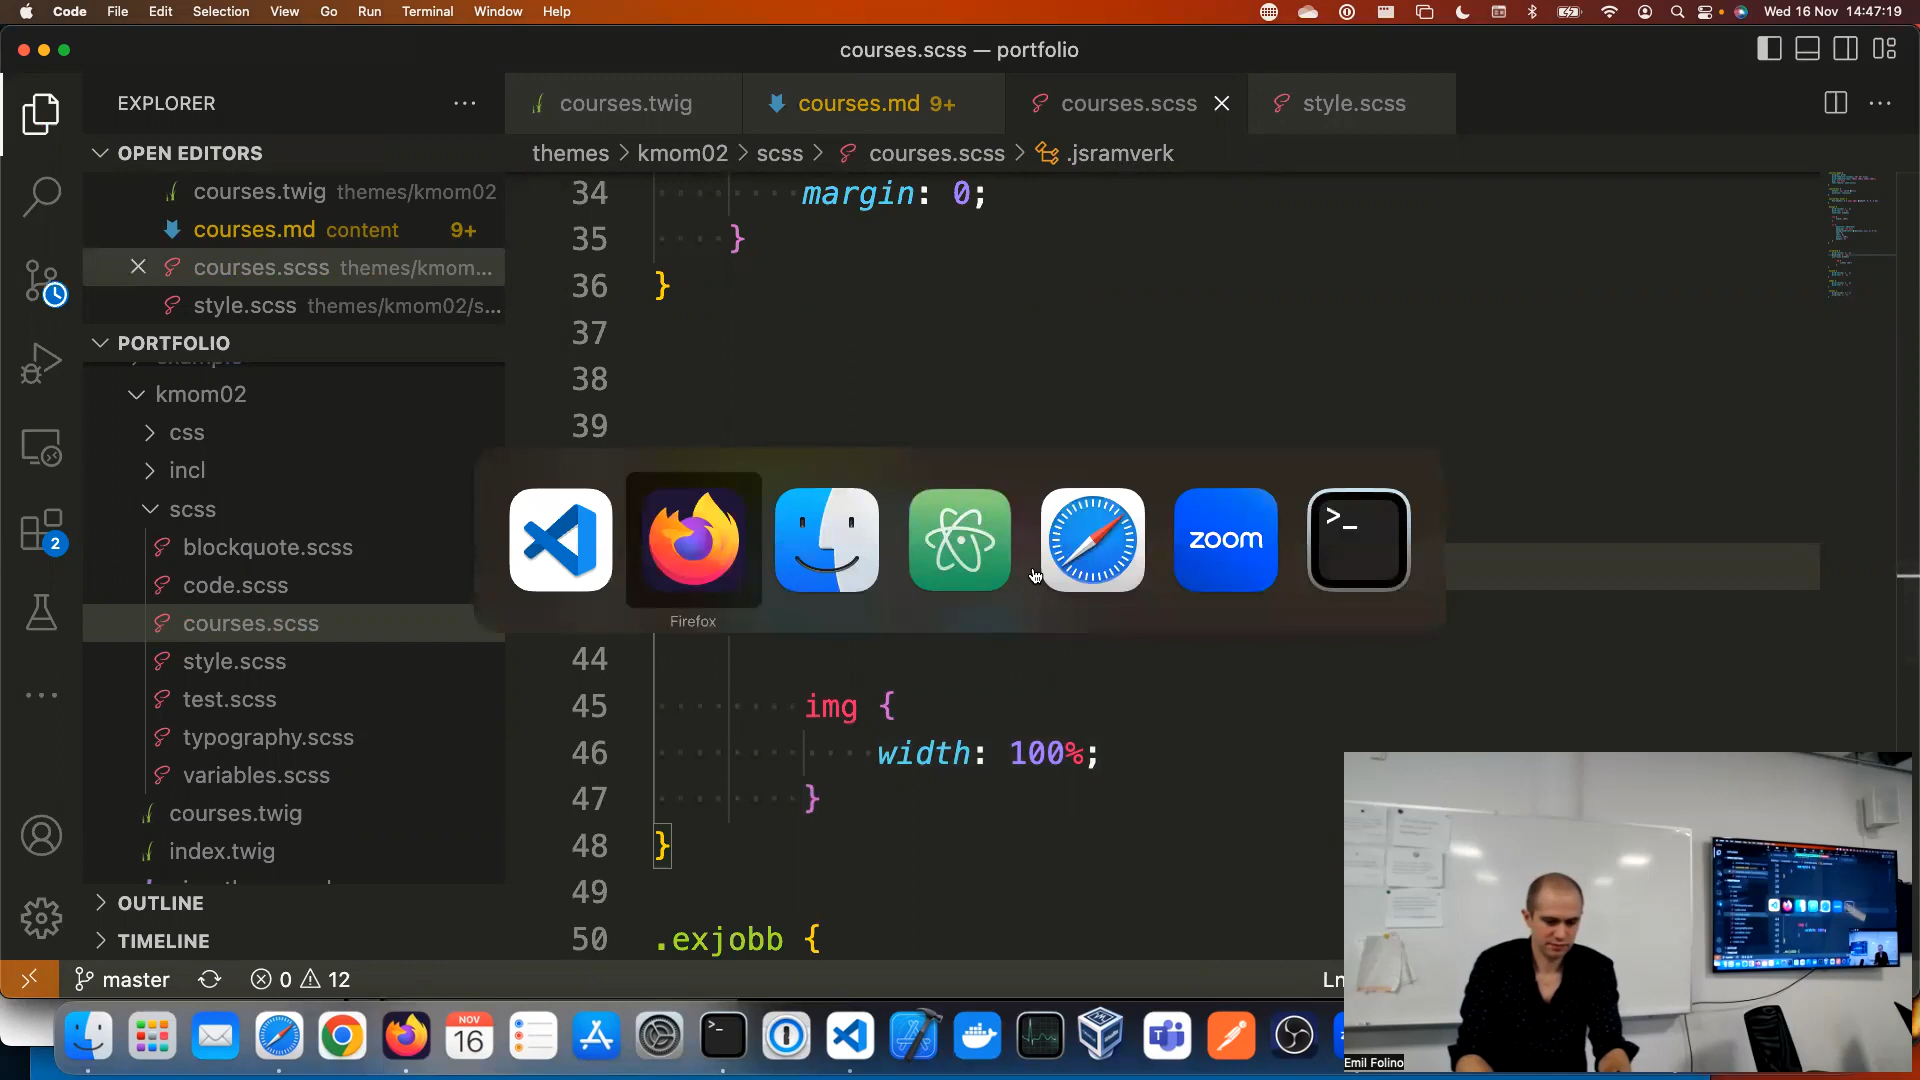 Code File Edit Selection View Go Run Terminal Window Help Wed 16 Nov 14:47:19
courses.scss — portfolio
EXPLORER
courses.twig courses.md 9+ courses.scss style.scss
OPEN EDITORS
themes > kmom02 > scss > courses.scss > .jsramverk
courses.twig themes/kmom02
courses.md content 9+
courses.scss themes/kmom...
style.scss themes/kmom02/s...
PORTFOLIO
kmom02
css
incl
scss
blockquote.scss
code.scss
courses.scss
style.scss
test.scss
typography.scss
variables.scss
courses.twig
index.twig
OUTLINE
TIMELINE
34 margin: 0;
35 }
36 }
37
38
39
44
45 img {
46 width: 100%;
47 }
48 }
49
50 .exjobb {
zoom
>_
Firefox
2
master 0 12
Ln
NOV
16
>_
Emil Folino